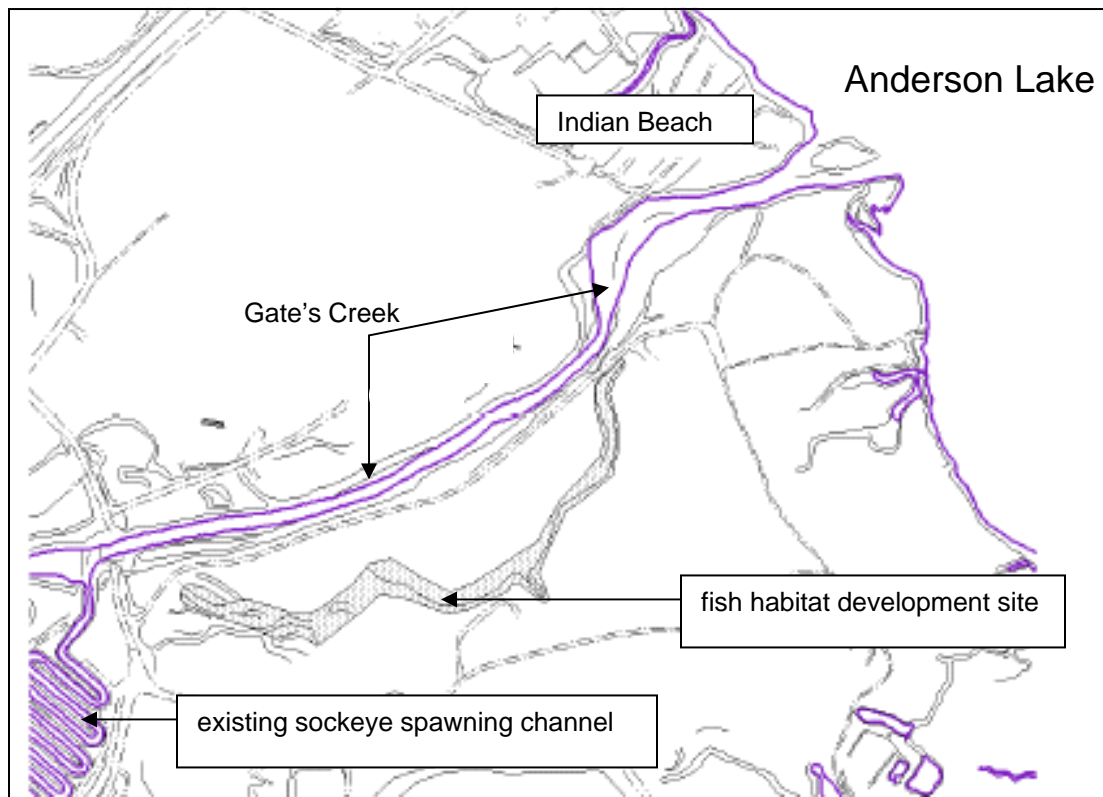 Anderson Lake
Indian Beach
Gate's Creek
fish habitat development site
existing sockeye spawning channel